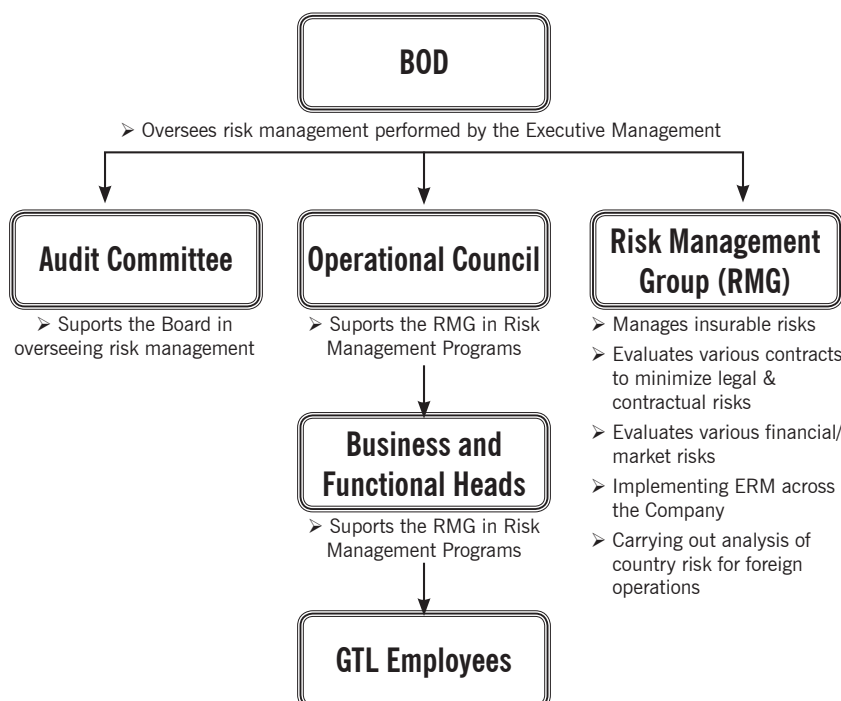 BOD
➢ Oversees risk management performed by the Executive Management
Audit Committee
➢ Suports the Board in
overseeing risk management
Operational Council
➢ Suports the RMG in Risk
Management Programs
Business and
Functional Heads
➢ Suports the RMG in Risk
Management Programs
GTL Employees
Risk Management
Group (RMG)
➢ Manages insurable risks
➢ Evaluates various contracts
to minimize legal &
contractual risks
➢ Evaluates various financial/
market risks
➢ Implementing ERM across
the Company
➢ Carrying out analysis of
country risk for foreign
operations